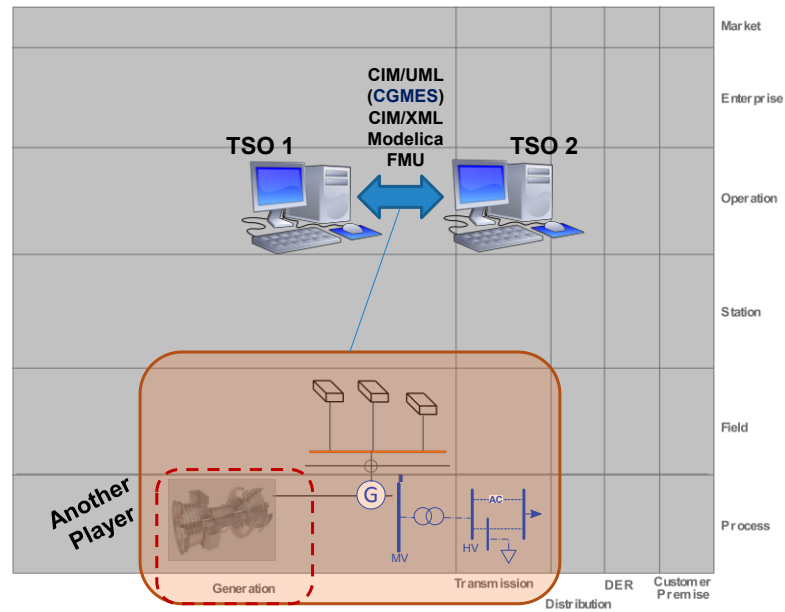 Market
CIM/UML
(CGMES)
CIM/XML
Modelica
FMU
Enterprise
TSO 1
TSO 2
Operation
Station
Field
Another
Player
G
AC
HV
MV
Process
Generation
Transmission
Distribution
DER
Customer
Premise